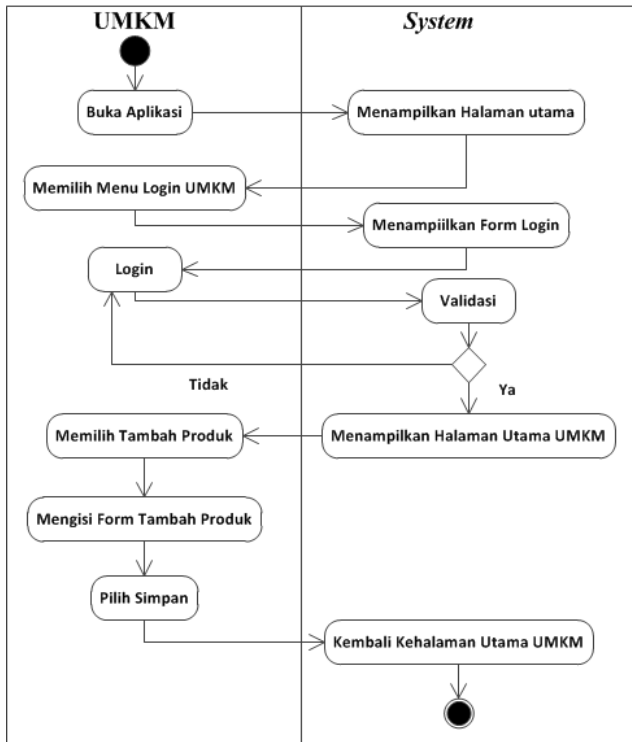 UMKM
System
Buka Aplikasi
Menampilkan Halaman utama
Memilih Menu Login UMKM
Menampiilkan Form Login
Login
Validasi
Tidak
Ya
Memilih Tambah Produk
Menampilkan Halaman Utama UMKM
Mengisi Form Tambah Produk
Pilih Simpan
Kembali Kehalaman Utama UMKM